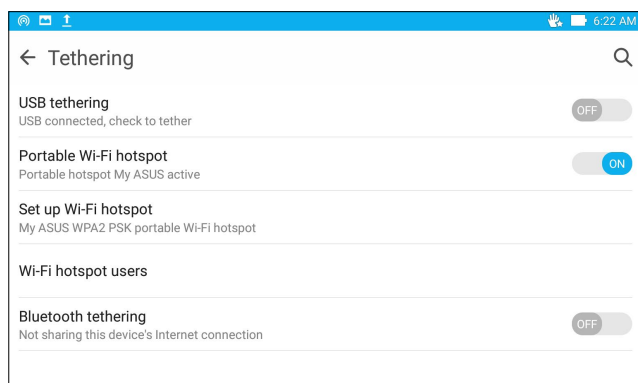 6:22 AM
Tethering
USB tethering
OFF
USB connected, check to tether
Portable Wi-Fi hotspot
ON
Portable hotspot My ASUS active
Set up Wi-Fi hotspot
My ASUS WPA2 PSK portable Wi-Fi hotspot
Wi-Fi hotspot users
Bluetooth tethering
OFF
Not sharing this device's Internet connection